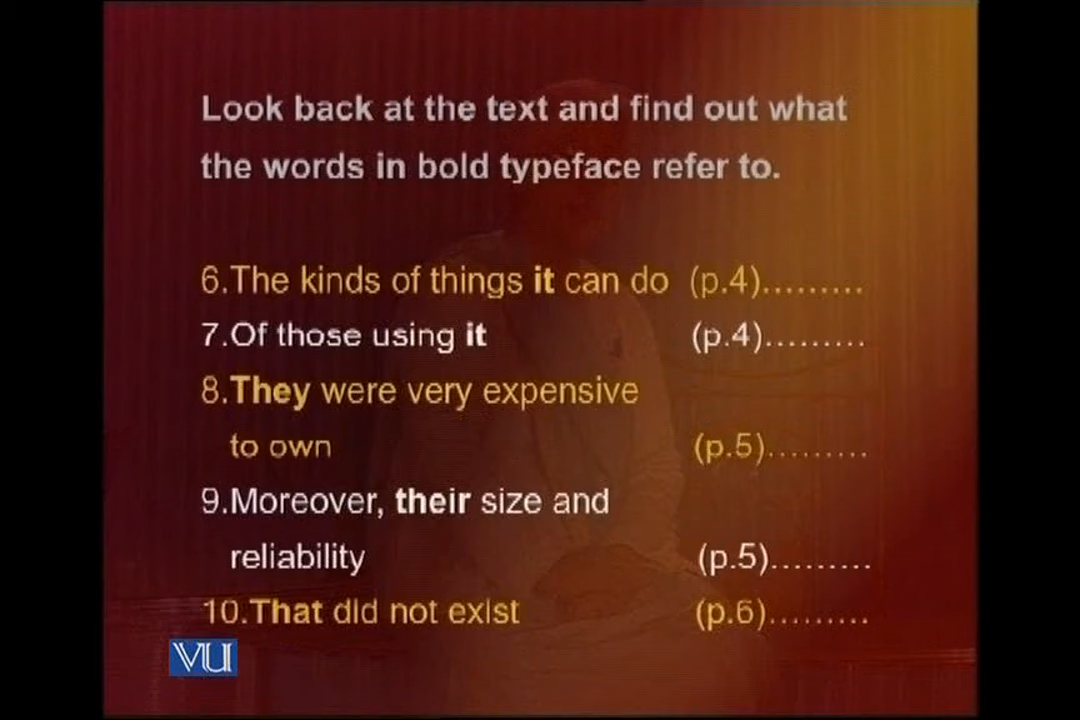 Look back at the text and find out what
the words in bold typeface refer to.
6.The kinds of things it can do (p.4).........
7.Of those using it (p.4).........
8.They were very expensive
to own (p.5).........
9.Moreover, their size and
reliability (p.5).........
10.That did not exist (p.6).........
VU